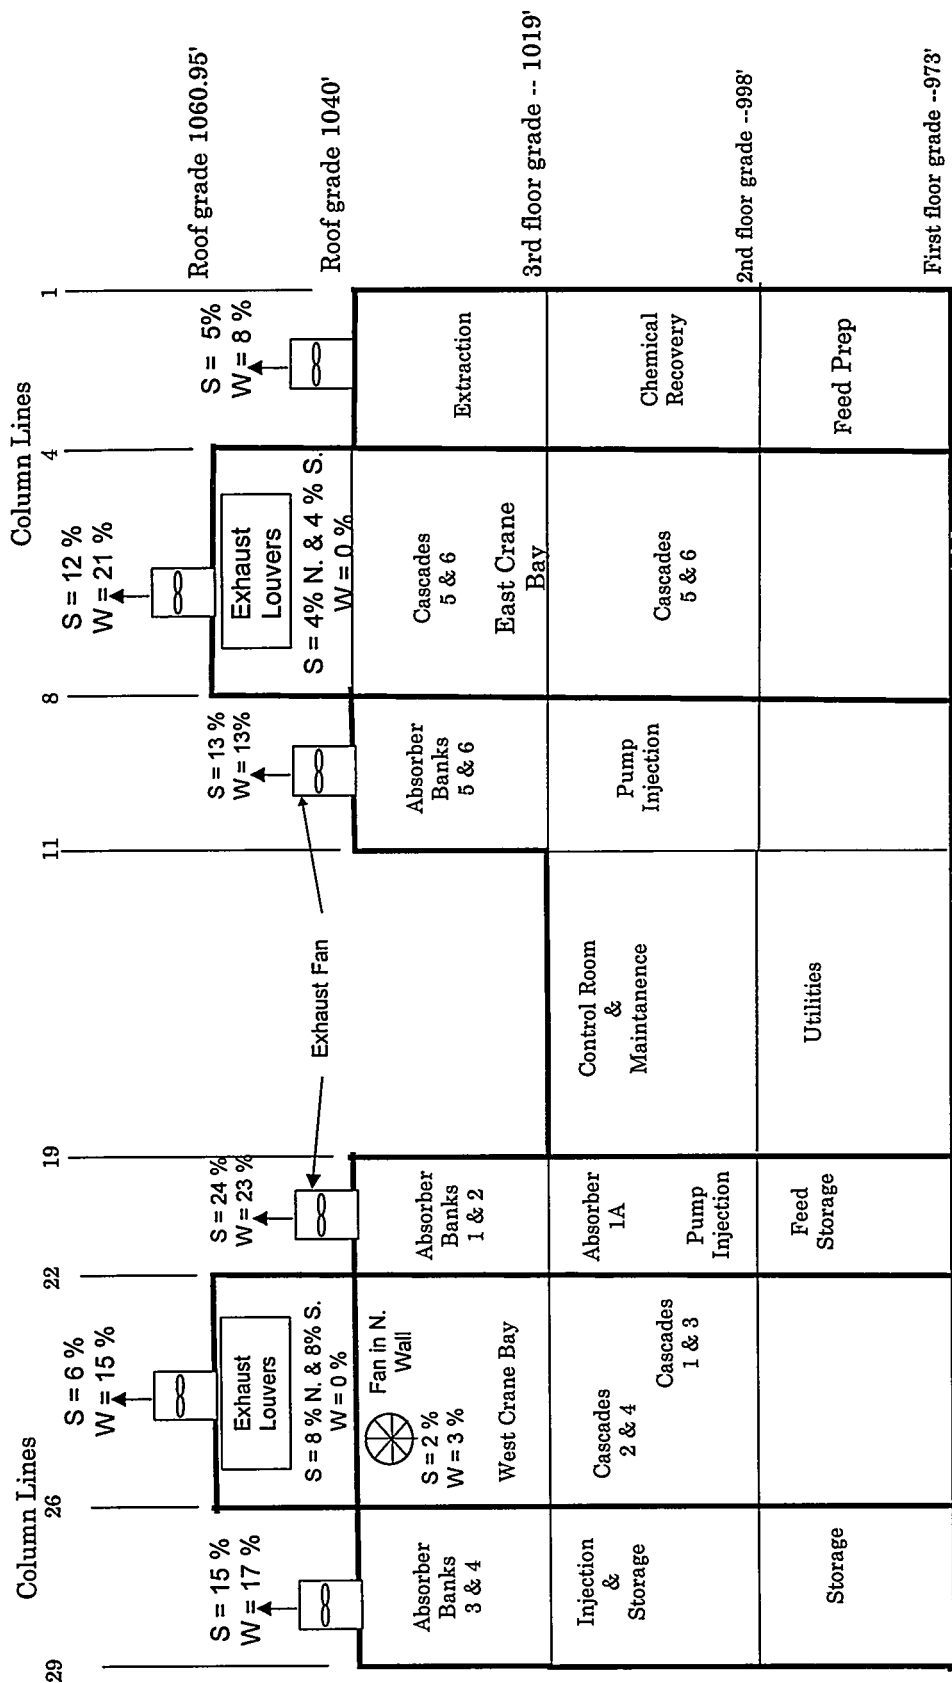 Column Lines
Column Lines
29
26
22
19
11
8
4
1
Roof grade 1060.95'
Roof grade 1040'
3rd floor grade -- 1019'
2nd floor grade --998'
First floor grade --973'
S = 15 %
W = 17 %
S = 6 %
W = 15 %
S = 24 %
W = 23 %
S = 13 %
W = 13%
S = 12 %
W = 21 %
S = 5%
W = 8 %
Exhaust
Louvers
S = 8 % N. & 8% S.
W = 0 %
Exhaust Fan
Exhaust
Louvers
S = 4% N. & 4 % S.
W = 0 %
Absorber
Banks
3 & 4
Fan in N.
Wall
S = 2 %
W = 3 %
West Crane Bay
Absorber
Banks
1 & 2
Absorber
Banks
5 & 6
Cascades
5 & 6
East Crane
Bay
Extraction
Injection
&
Storage
Cascades
2 & 4
Cascades
1 & 3
Absorber
1A
Pump
Injection
Control Room
&
Maintanence
Pump
Injection
Cascades
5 & 6
Chemical
Recovery
Storage
Feed
Storage
Utilities
Feed Prep